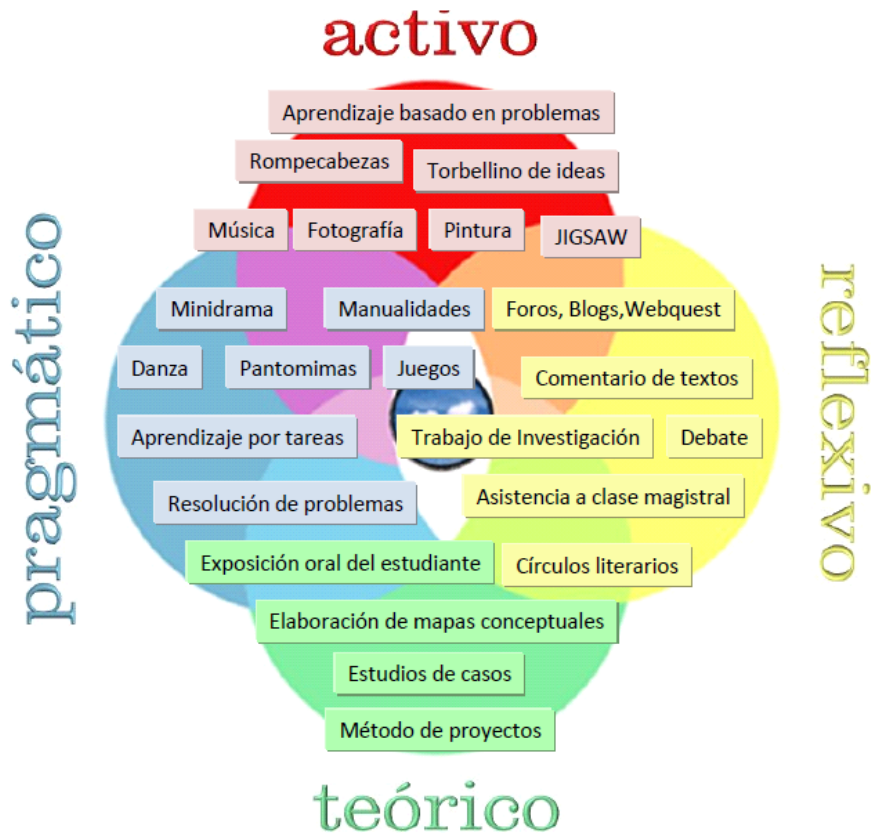 activo
Aprendizaje basado en problemas
Rompecabezas
Torbellino de ideas
Música
Fotografía
Pintura
JIGSAW
pragmático
reflexivo
Minidrama
Manualidades
Foros, Blogs,Webquest
Danza
Pantomimas
Juegos
Comentario de textos
Aprendizaje por tareas
Trabajo de Investigación
Debate
Resolución de problemas
Asistencia a clase magistral
Exposición oral del estudiante
Círculos literarios
Elaboración de mapas conceptuales
Estudios de casos
Método de proyectos
teórico